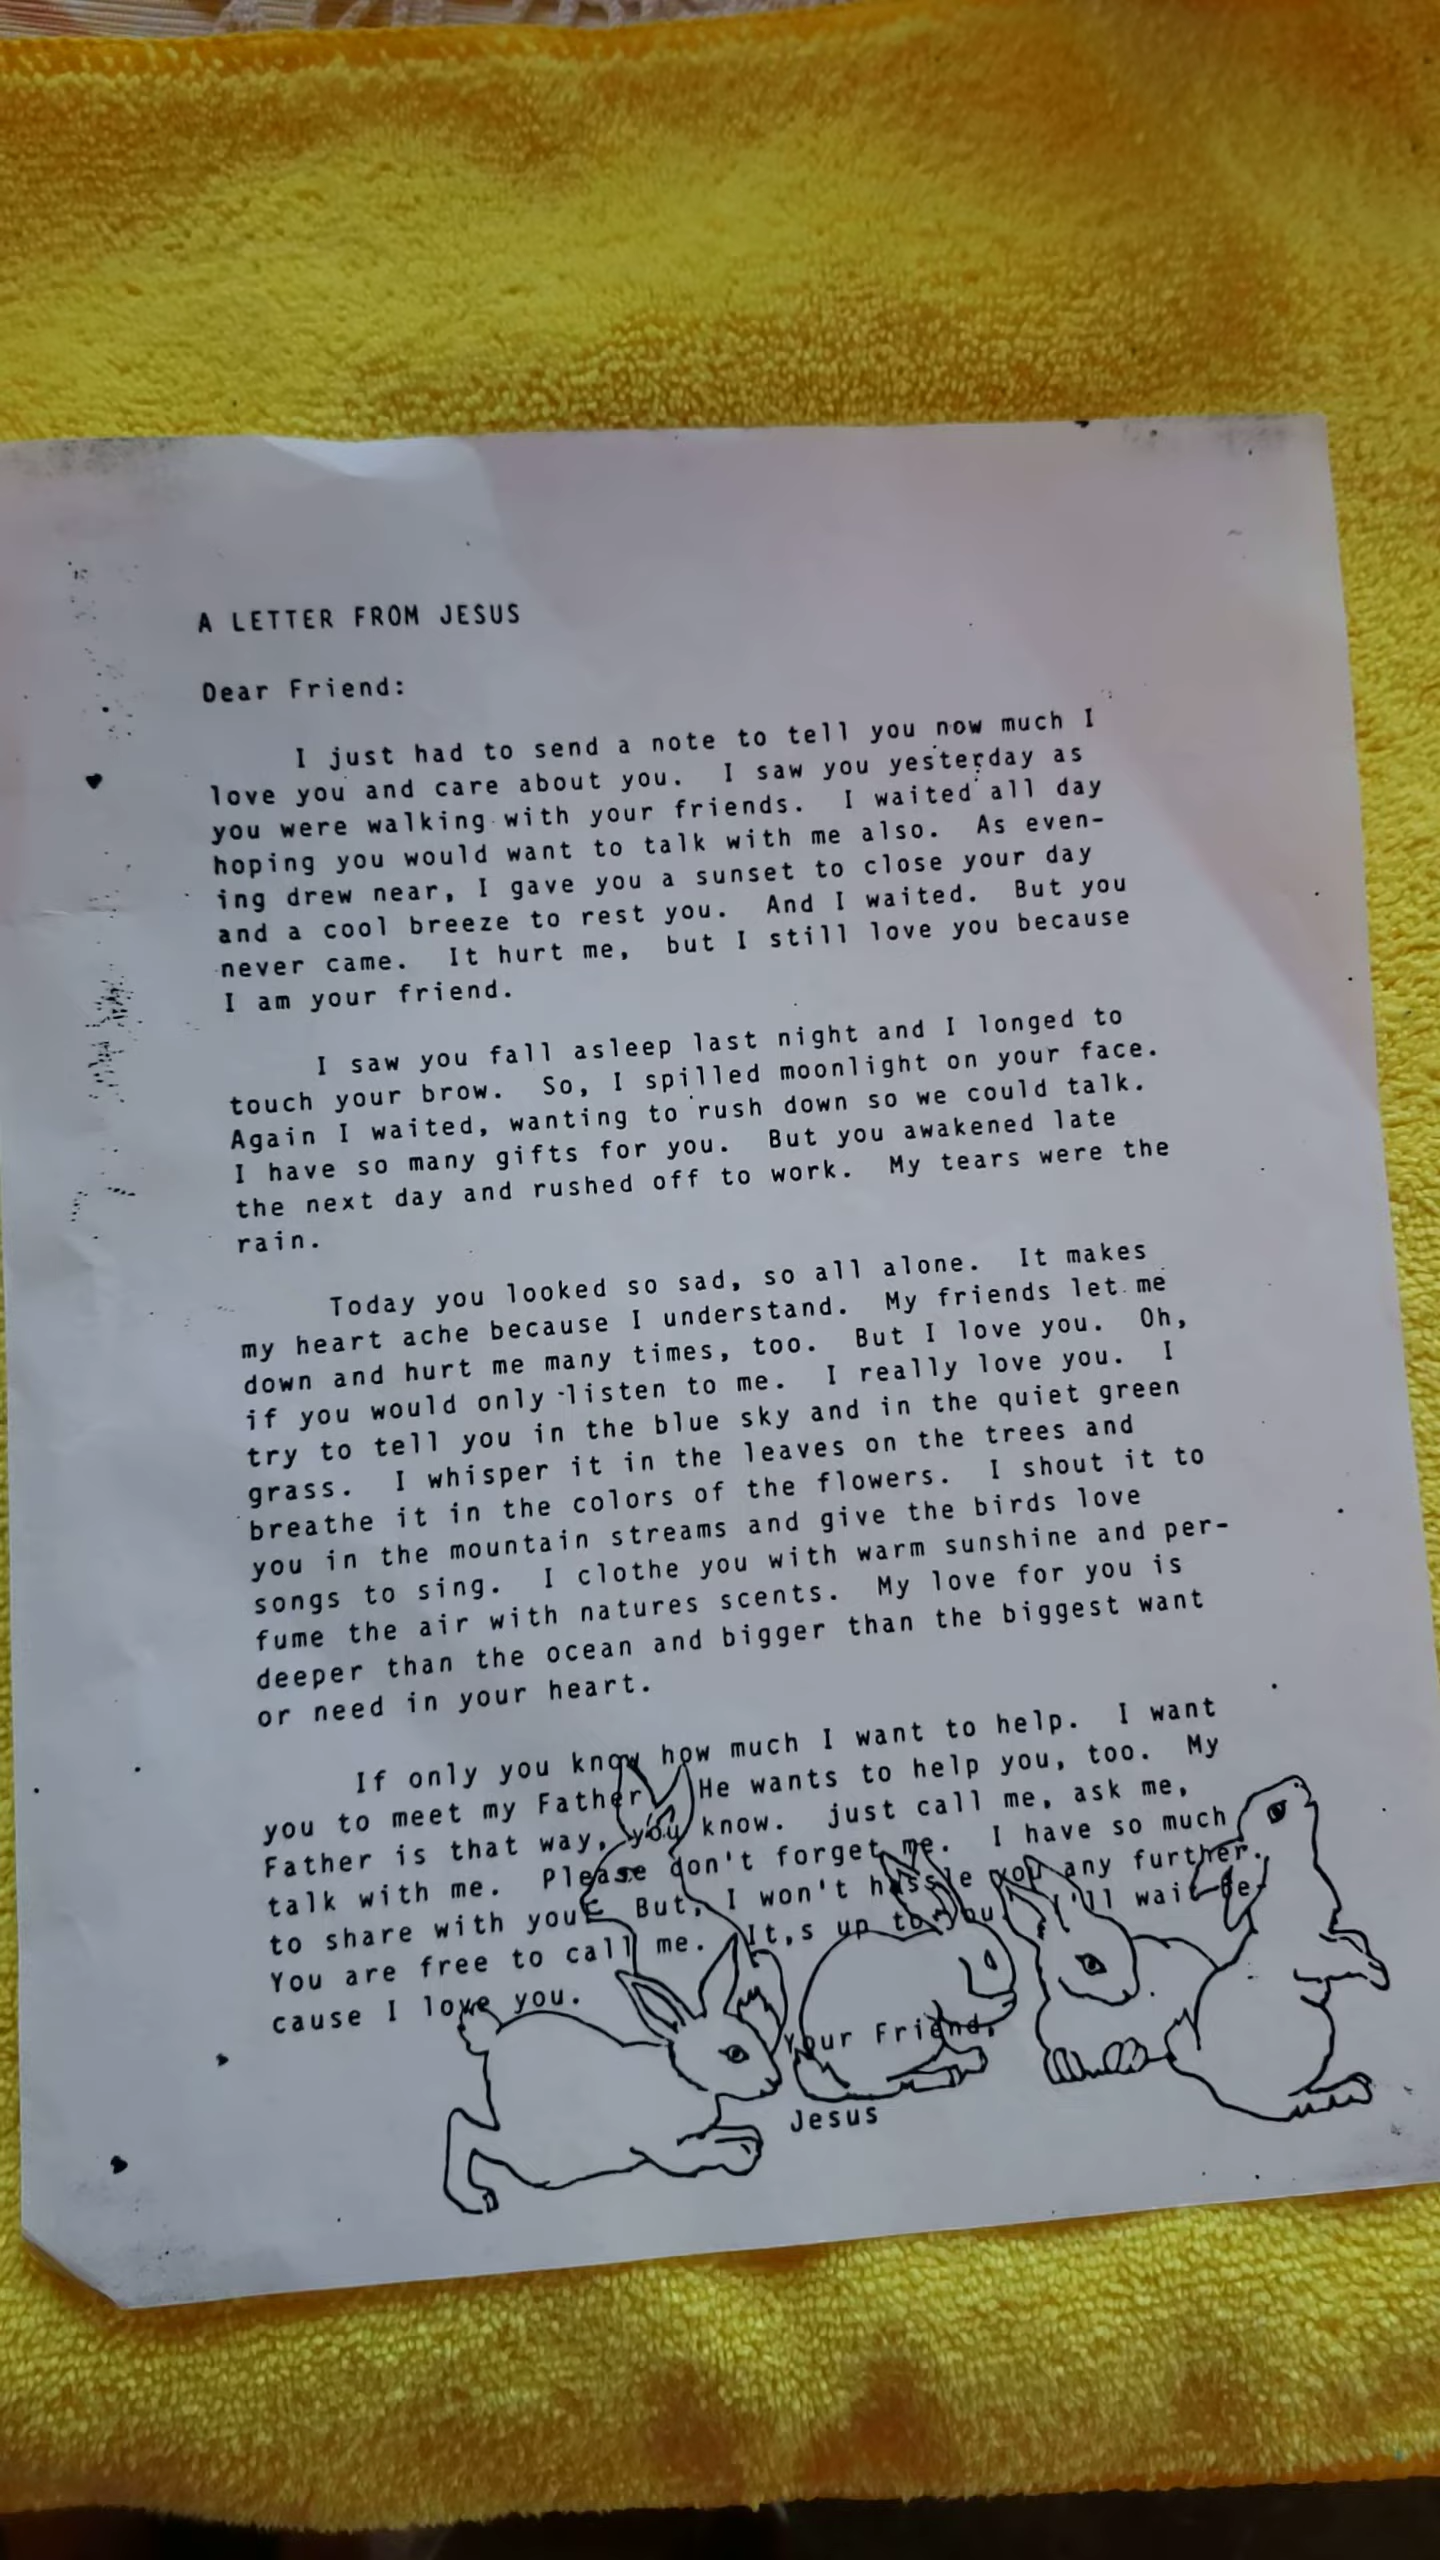 A LETTER FROM JESUS
Dear Friend:
I just had to send a note to tell you now much I
love you and care about you. I saw you yesterday as
you were walking with your friends. I waited all day
hoping you would want to talk with me also. As even-
ing drew near, I gave you a sunset to close your day
and a cool breeze to rest you. And I waited. But you
never came. It hurt me, but I still love you because
I am your friend.
I saw you fall asleep last night and I longed to
touch your brow. So, I spilled moonlight on your face.
Again I waited, wanting to rush down so we could talk.
I have so many gifts for you. But you awakened late
the next day and rushed off to work. My tears were the
rain.
Today you looked so sad, so all alone. It makes
my heart ache because I understand. My friends let me
down and hurt me many times, too. But I love you. Oh,
if you would only listen to me. I really love you. I
try to tell you in the blue sky and in the quiet green
grass. I whisper it in the leaves on the trees and
breathe it in the colors of the flowers. I shout it to
you in the mountain streams and give the birds love
songs to sing. I clothe you with warm sunshine and per-
fume the air with natures scents. My love for you is
deeper than the ocean and bigger than the biggest want
or need in your heart.
If only you know how much I want to help. I want
you to meet my Father. He wants to help you, too. My
Father is that way, you know. just call me, ask me,
talk with me. Please don't forget me. I have so much
to share with you. But, I won't hassle you any further.
You are free to call me. It,s up to you. I'll wait be-
cause I love you.
Your Friend,
Jesus